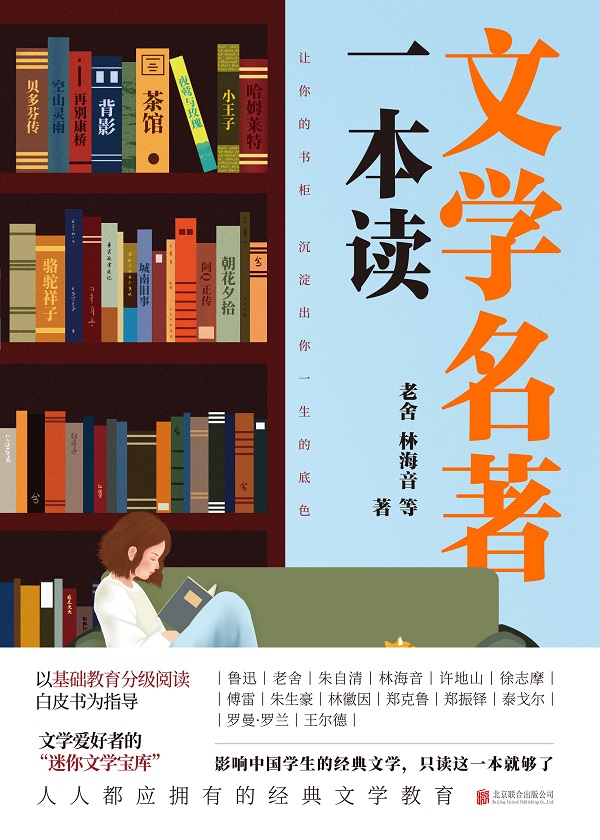 文学名著
一本读
让你的书柜 沉淀出你一生的底色
老舍 林海音 等 著
贝多芬传
空山灵雨
再别康桥
背影
茶馆
夜莺与玫瑰
小王子
哈姆莱特
骆驼祥子
城南旧事
阿Q正传
朝花夕拾
以基础教育分级阅读
白皮书为指导
文学爱好者的
“迷你文学宝库”
|鲁迅|老舍|朱自清|林海音|许地山|徐志摩|
|傅雷|朱生豪|林徽因|郑克鲁|郑振铎|泰戈尔|
|罗曼·罗兰|王尔德|
影响中国学生的经典文学，只读这一本就够了
人人都应拥有的经典文学教育
北京联合出版公司
Beijing United Publishing Co.,Ltd.